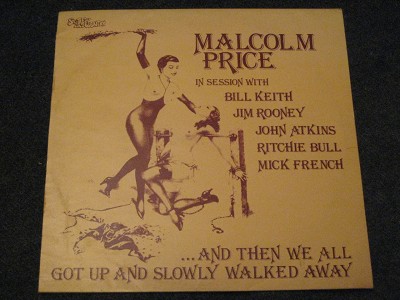 MALCOLM
PRICE
IN SESSION WITH
BILL KEITH
JIM ROONEY
JOHN ATKINS
RITCHIE BULL
MICK FRENCH
...AND THEN WE ALL
GOT UP AND SLOWLY WALKED AWAY